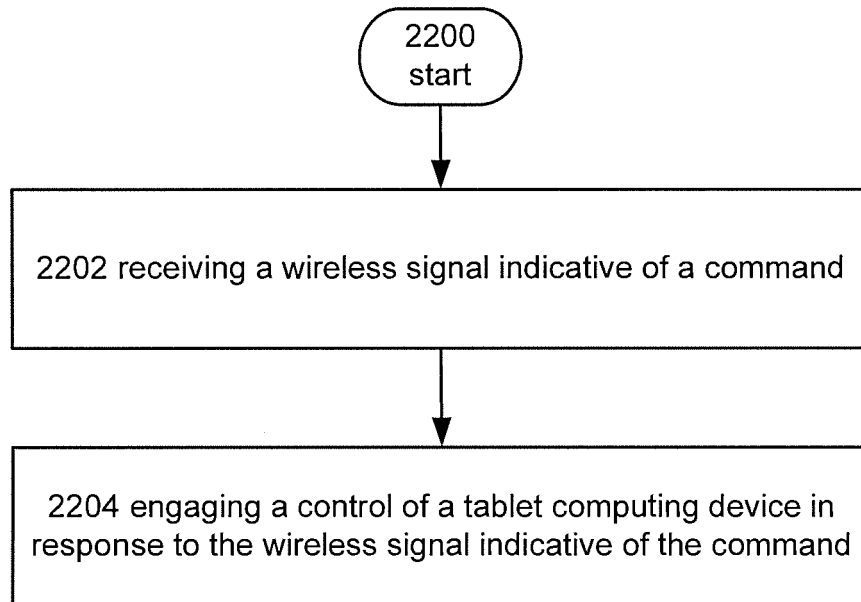 2200
start
2202 receiving a wireless signal indicative of a command
2204 engaging a control of a tablet computing device in
response to the wireless signal indicative of the command